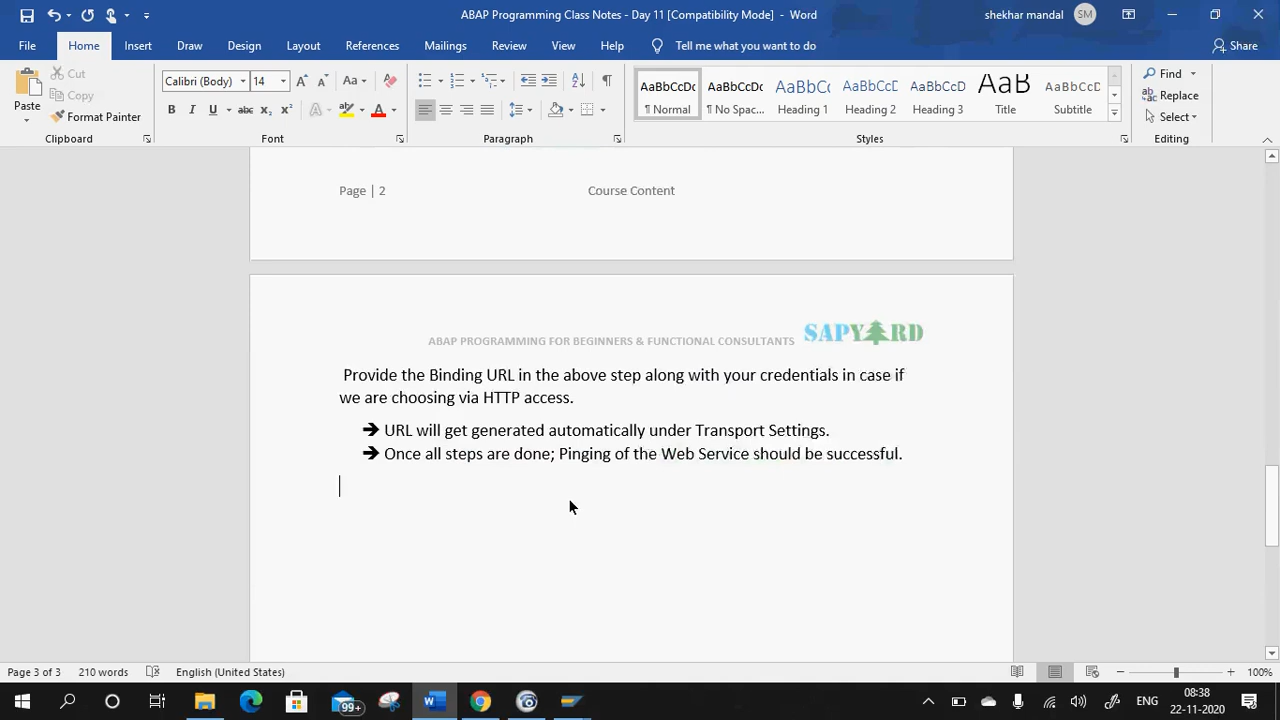 ABAP Programming Class Notes - Day 11 [Compatibility Mode] - Word
shekhar mandal SM
File Home Insert Draw Design Layout References Mailings Review View Help Tell me what you want to do Share
Paste
Cut
Copy
Format Painter
Clipboard
Calibri (Body) 14
Font
Paragraph
AaBbCcDc AaBbCcDc AaBbCc AaBbCcD AaBbCcD AaB AaBbCcD
¶ Normal ¶ No Spac... Heading 1 Heading 2 Heading 3 Title Subtitle
Styles
Find
Replace
Select
Editing
Page | 2 Course Content
ABAP PROGRAMMING FOR BEGINNERS & FUNCTIONAL CONSULTANTS SAPYARD
Provide the Binding URL in the above step along with your credentials in case if
we are choosing via HTTP access.
➔ URL will get generated automatically under Transport Settings.
➔ Once all steps are done; Pinging of the Web Service should be successful.
Page 3 of 3 210 words English (United States) 100%
99+ ENG 08:38
22-11-2020